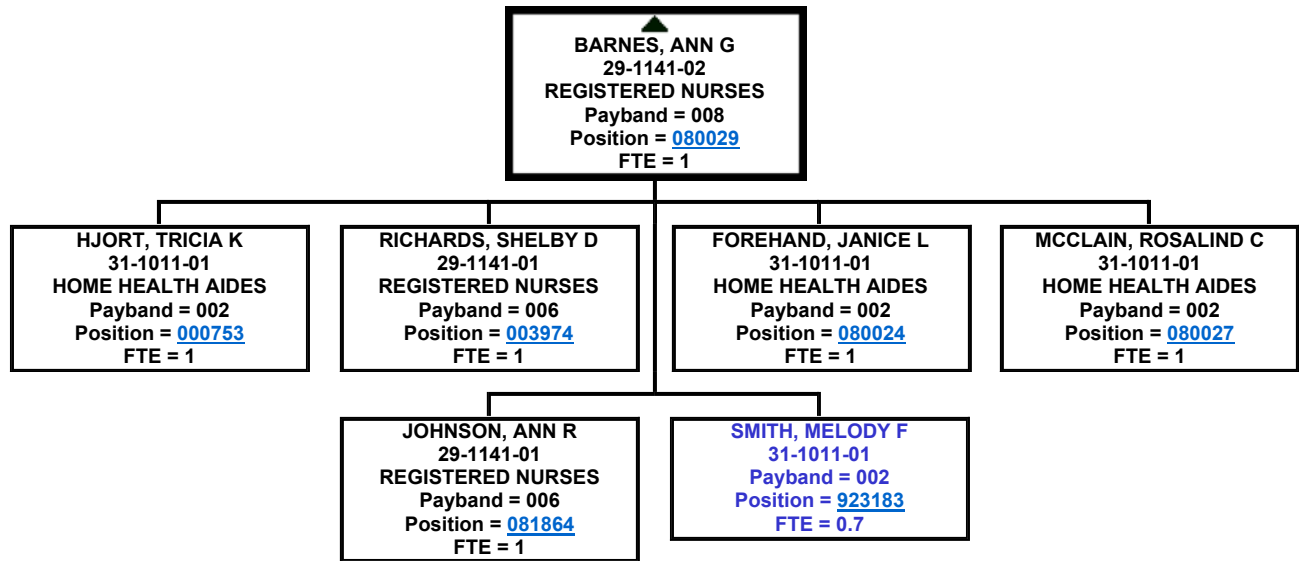 BARNES, ANN G
29-1141-02
REGISTERED NURSES
Payband = 008
Position = 080029
FTE = 1
HJORT, TRICIA K
31-1011-01
HOME HEALTH AIDES
Payband = 002
Position = 000753
FTE = 1
RICHARDS, SHELBY D
29-1141-01
REGISTERED NURSES
Payband = 006
Position = 003974
FTE = 1
FOREHAND, JANICE L
31-1011-01
HOME HEALTH AIDES
Payband = 002
Position = 080024
FTE = 1
MCCLAIN, ROSALIND C
31-1011-01
HOME HEALTH AIDES
Payband = 002
Position = 080027
FTE = 1
JOHNSON, ANN R
29-1141-01
REGISTERED NURSES
Payband = 006
Position = 081864
FTE = 1
SMITH, MELODY F
31-1011-01
Payband = 002
Position = 923183
FTE = 0.7